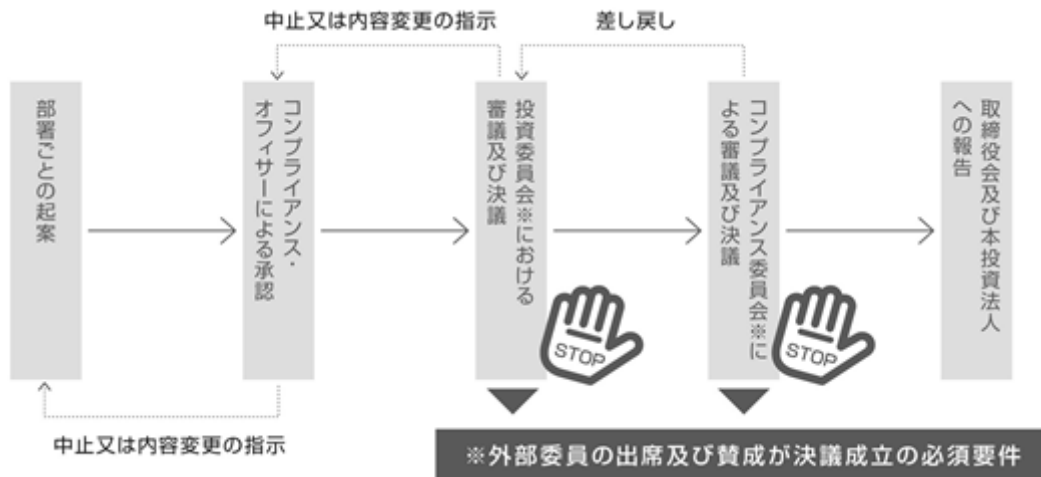 中止又は内容変更の指示
差し戻し
部署ごとの起案
コンプライアンス・
オフィサーによる承認
投資委員会※における
審議及び決議
コンプライアンス委員会※に
よる審議及び決議
取締役会及び本投資法人
への報告
STOP
STOP
中止又は内容変更の指示
※外部委員の出席及び賛成が決議成立の必須要件